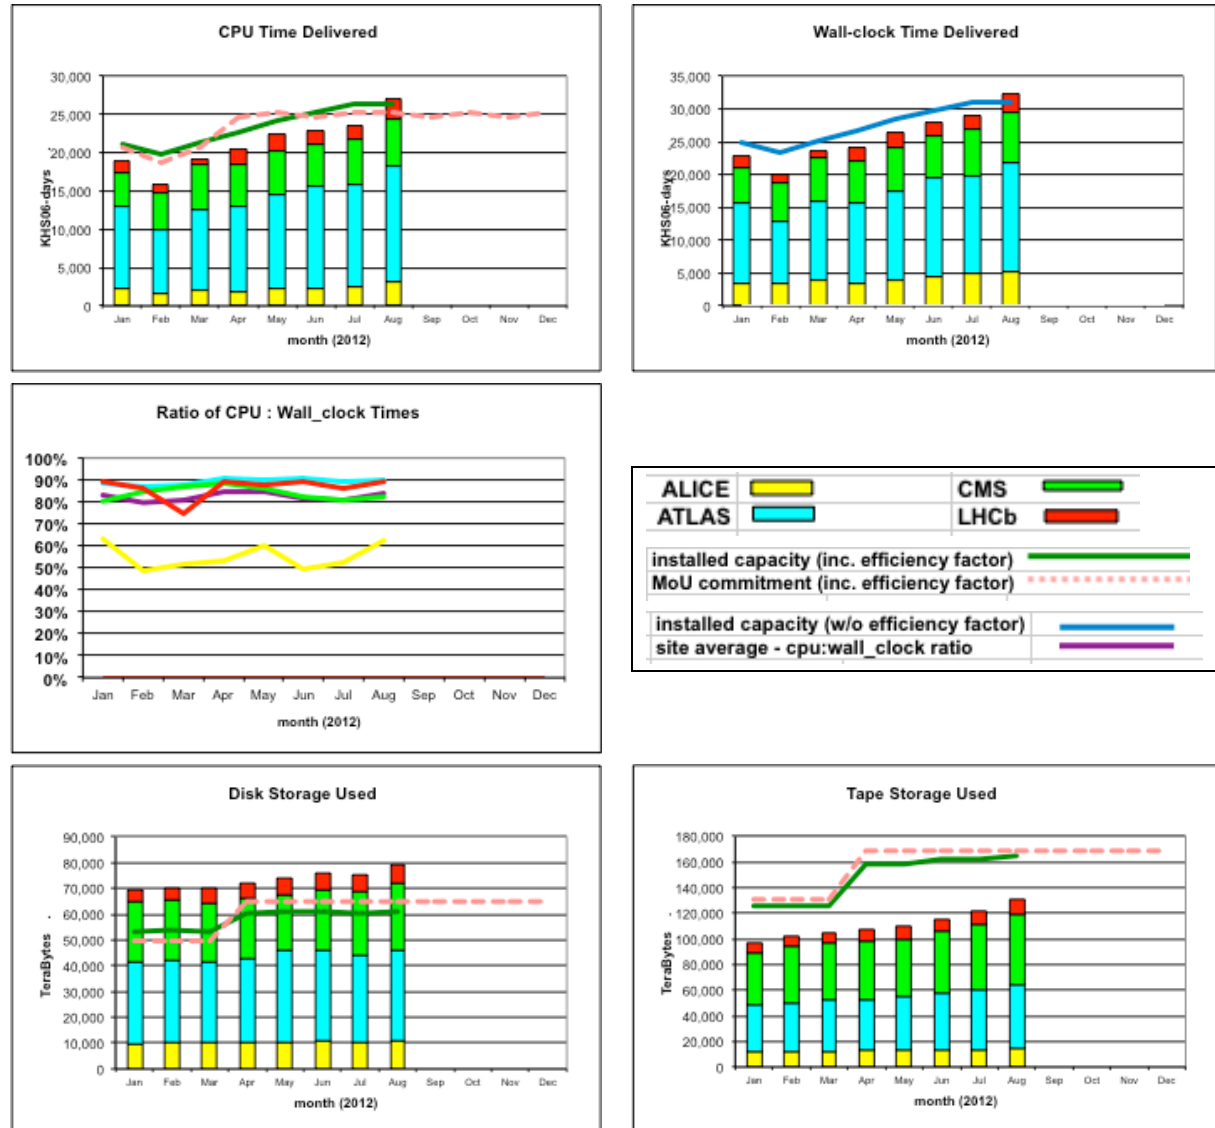 CPU Time Delivered
KHS06-days
30,000
25,000
20,000
15,000
10,000
5,000
0
Jan Feb Mar Apr May Jun Jul Aug Sep Oct Nov Dec
month (2012)
Wall-clock Time Delivered
KHS06-days
35,000
30,000
25,000
20,000
15,000
10,000
5,000
0
Jan Feb Mar Apr May Jun Jul Aug Sep Oct Nov Dec
month (2012)
Ratio of CPU : Wall_clock Times
100%
90%
80%
70%
60%
50%
40%
30%
20%
10%
0%
Jan Feb Mar Apr May Jun Jul Aug Sep Oct Nov Dec
month (2012)
ALICE CMS
ATLAS LHCb
installed capacity (inc. efficiency factor)
MoU commitment (inc. efficiency factor)
installed capacity (w/o efficiency factor)
site average - cpu:wall_clock ratio
Disk Storage Used
TeraBytes .
90,000
80,000
70,000
60,000
50,000
40,000
30,000
20,000
10,000
0
Jan Feb Mar Apr May Jun Jul Aug Sep Oct Nov Dec
month (2012)
Tape Storage Used
TeraBytes .
180,000
160,000
140,000
120,000
100,000
80,000
60,000
40,000
20,000
0
Jan Feb Mar Apr May Jun Jul Aug Sep Oct Nov Dec
month (2012)